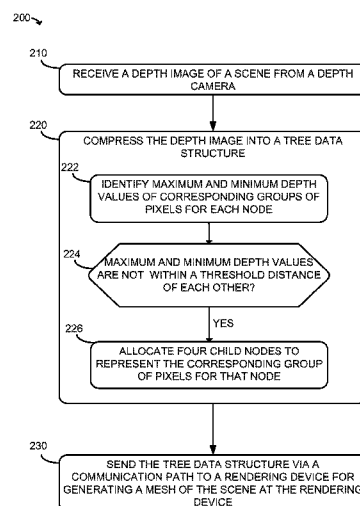 200
210
RECEIVE A DEPTH IMAGE OF A SCENE FROM A DEPTH
CAMERA
220
COMPRESS THE DEPTH IMAGE INTO A TREE DATA
STRUCTURE
222
IDENTIFY MAXIMUM AND MINIMUM DEPTH
VALUES OF CORRESPONDING GROUPS OF
PIXELS FOR EACH NODE
224
MAXIMUM AND MINIMUM DEPTH VALUES
ARE NOT WITHIN A THRESHOLD DISTANCE
OF EACH OTHER?
YES
226
ALLOCATE FOUR CHILD NODES TO
REPRESENT THE CORRESPONDING GROUP
OF PIXELS FOR THAT NODE
230
SEND THE TREE DATA STRUCTURE VIA A
COMMUNICATION PATH TO A RENDERING DEVICE FOR
GENERATING A MESH OF THE SCENE AT THE RENDERING
DEVICE